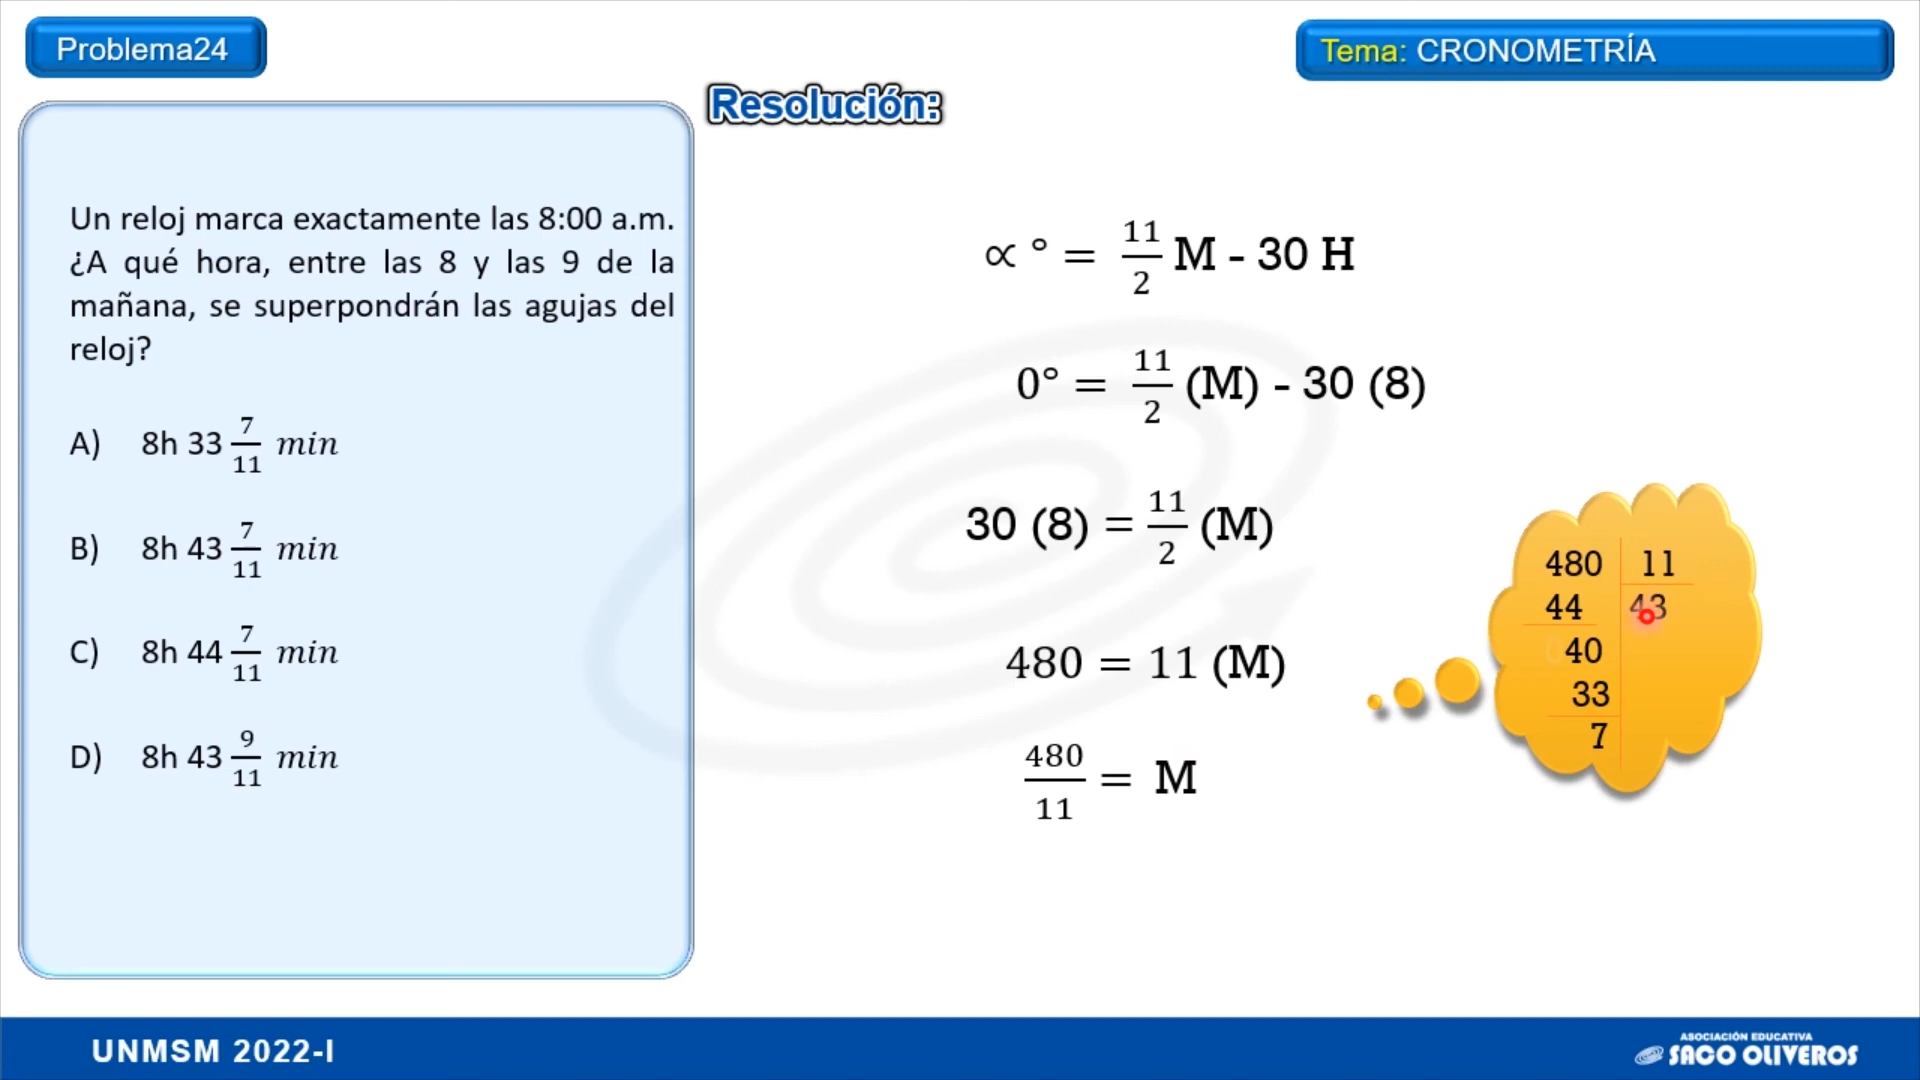 Problema24
Tema: CRONOMETRÍA
Resolución:
Un reloj marca exactamente las 8:00 a.m.
¿A qué hora, entre las 8 y las 9 de la
mañana, se superpondrán las agujas del
reloj?
A) 8h 33 7/11 min
B) 8h 43 7/11 min
C) 8h 44 7/11 min
D) 8h 43 9/11 min
∝ ° = 11/2 M - 30 H
0° = 11/2 (M) - 30 (8)
30 (8) = 11/2 (M)
480 = 11 (M)
480/11 = M
480 11
44 43
040
33
7
UNMSM 2022-I
ASOCIACIÓN EDUCATIVA
SACO OLIVEROS